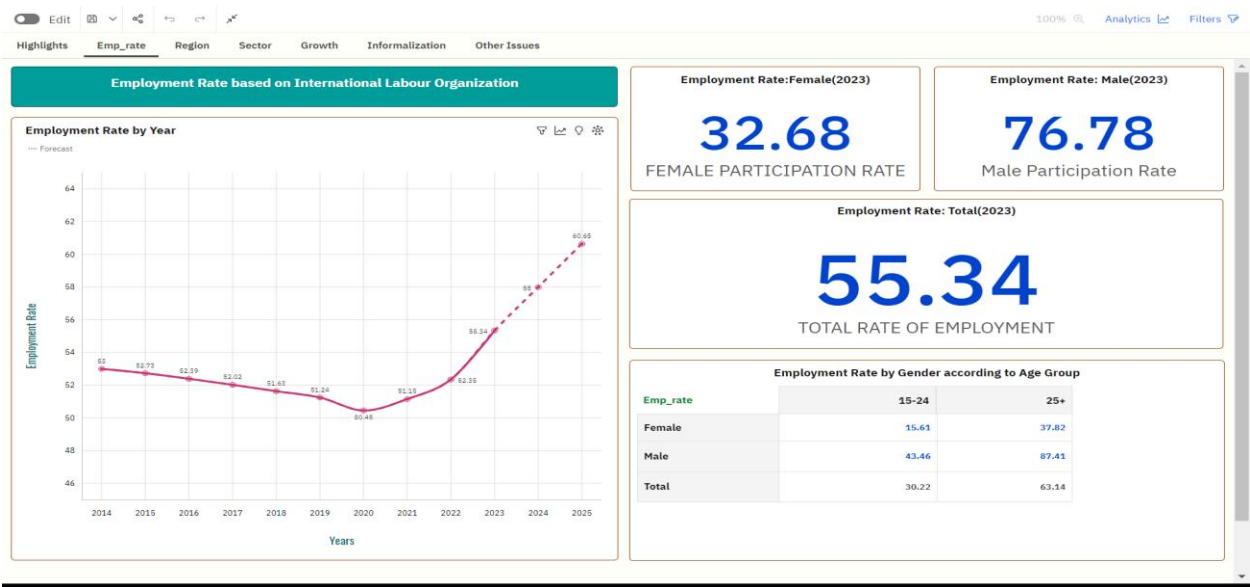 Edit
100%
Analytics
Filters
Highlights Emp_rate Region Sector Growth Informalization Other Issues
Employment Rate based on International Labour Organization
Employment Rate by Year
Forecast
64
62
60
58
56
54
52
50
48
46
Employment Rate
53
52.73
52.39
52.02
51.63
51.24
50.48
51.15
52.35
55.34
58
60.65
2014 2015 2016 2017 2018 2019 2020 2021 2022 2023 2024 2025
Years
Employment Rate:Female(2023)
32.68
FEMALE PARTICIPATION RATE
Employment Rate: Male(2023)
76.78
Male Participation Rate
Employment Rate: Total(2023)
55.34
TOTAL RATE OF EMPLOYMENT
Employment Rate by Gender according to Age Group
Emp_rate 15-24 25+
Female 15.61 37.82
Male 43.46 87.41
Total 30.22 63.14